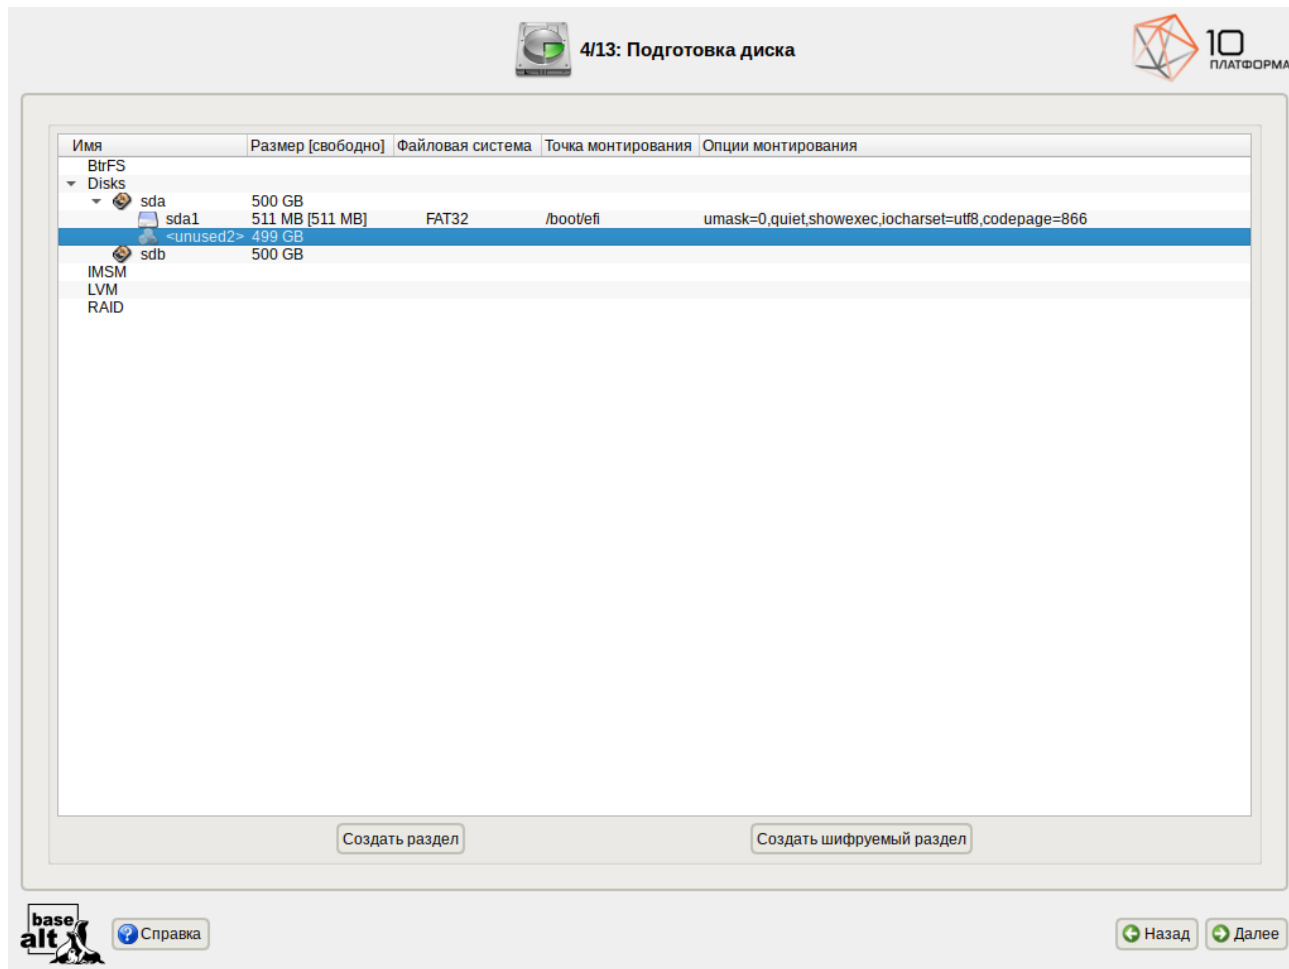 4/13: Подготовка диска
10
ПЛАТФОРМА
Имя Размер [свободно] Файловая система Точка монтирования Опции монтирования
BtrFS
Disks
sda 500 GB
sda1 511 MB [511 MB] FAT32 /boot/efi umask=0,quiet,showexec,iocharset=utf8,codepage=866
<unused2> 499 GB
sdb 500 GB
IMSM
LVM
RAID
Создать раздел Создать шифруемый раздел
base
alt
Справка Назад Далее